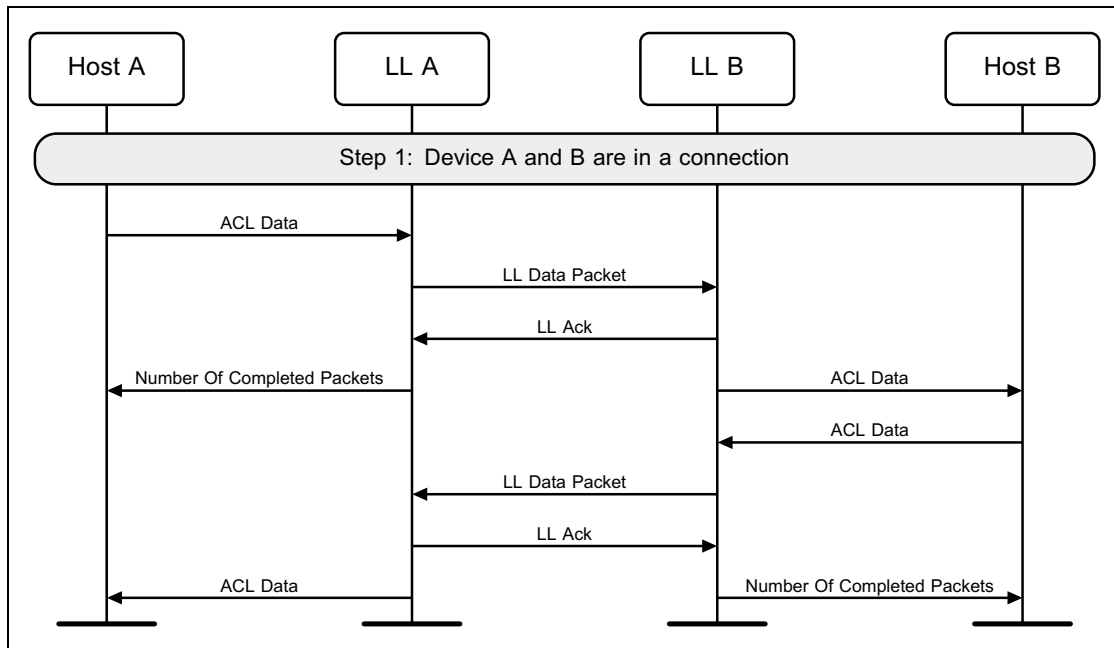 Host A
LL A
LL B
Host B
Step 1: Device A and B are in a connection
ACL Data
LL Data Packet
LL Ack
Number Of Completed Packets
ACL Data
ACL Data
LL Data Packet
LL Ack
ACL Data
Number Of Completed Packets